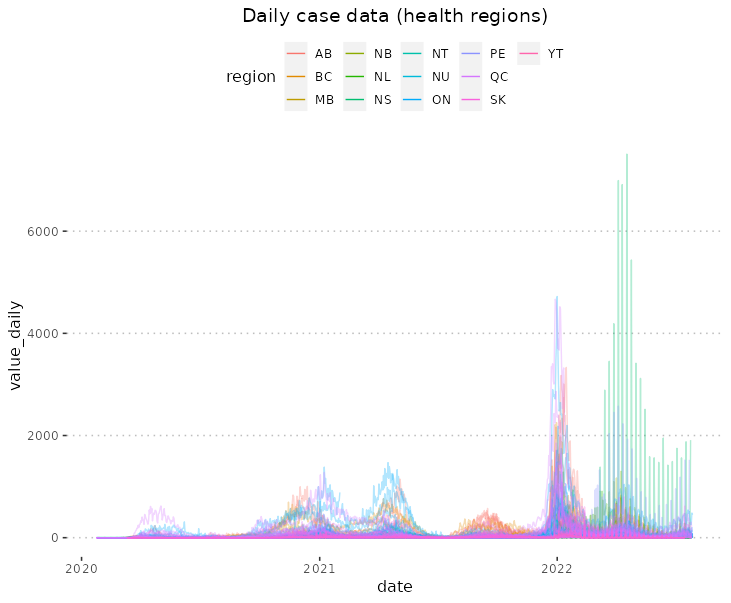 Daily case data (health regions)
region
AB NB NT PE YT
BC NL NU QC
MB NS ON SK
value_daily
6000
4000
2000
0
2020 2021 2022
date